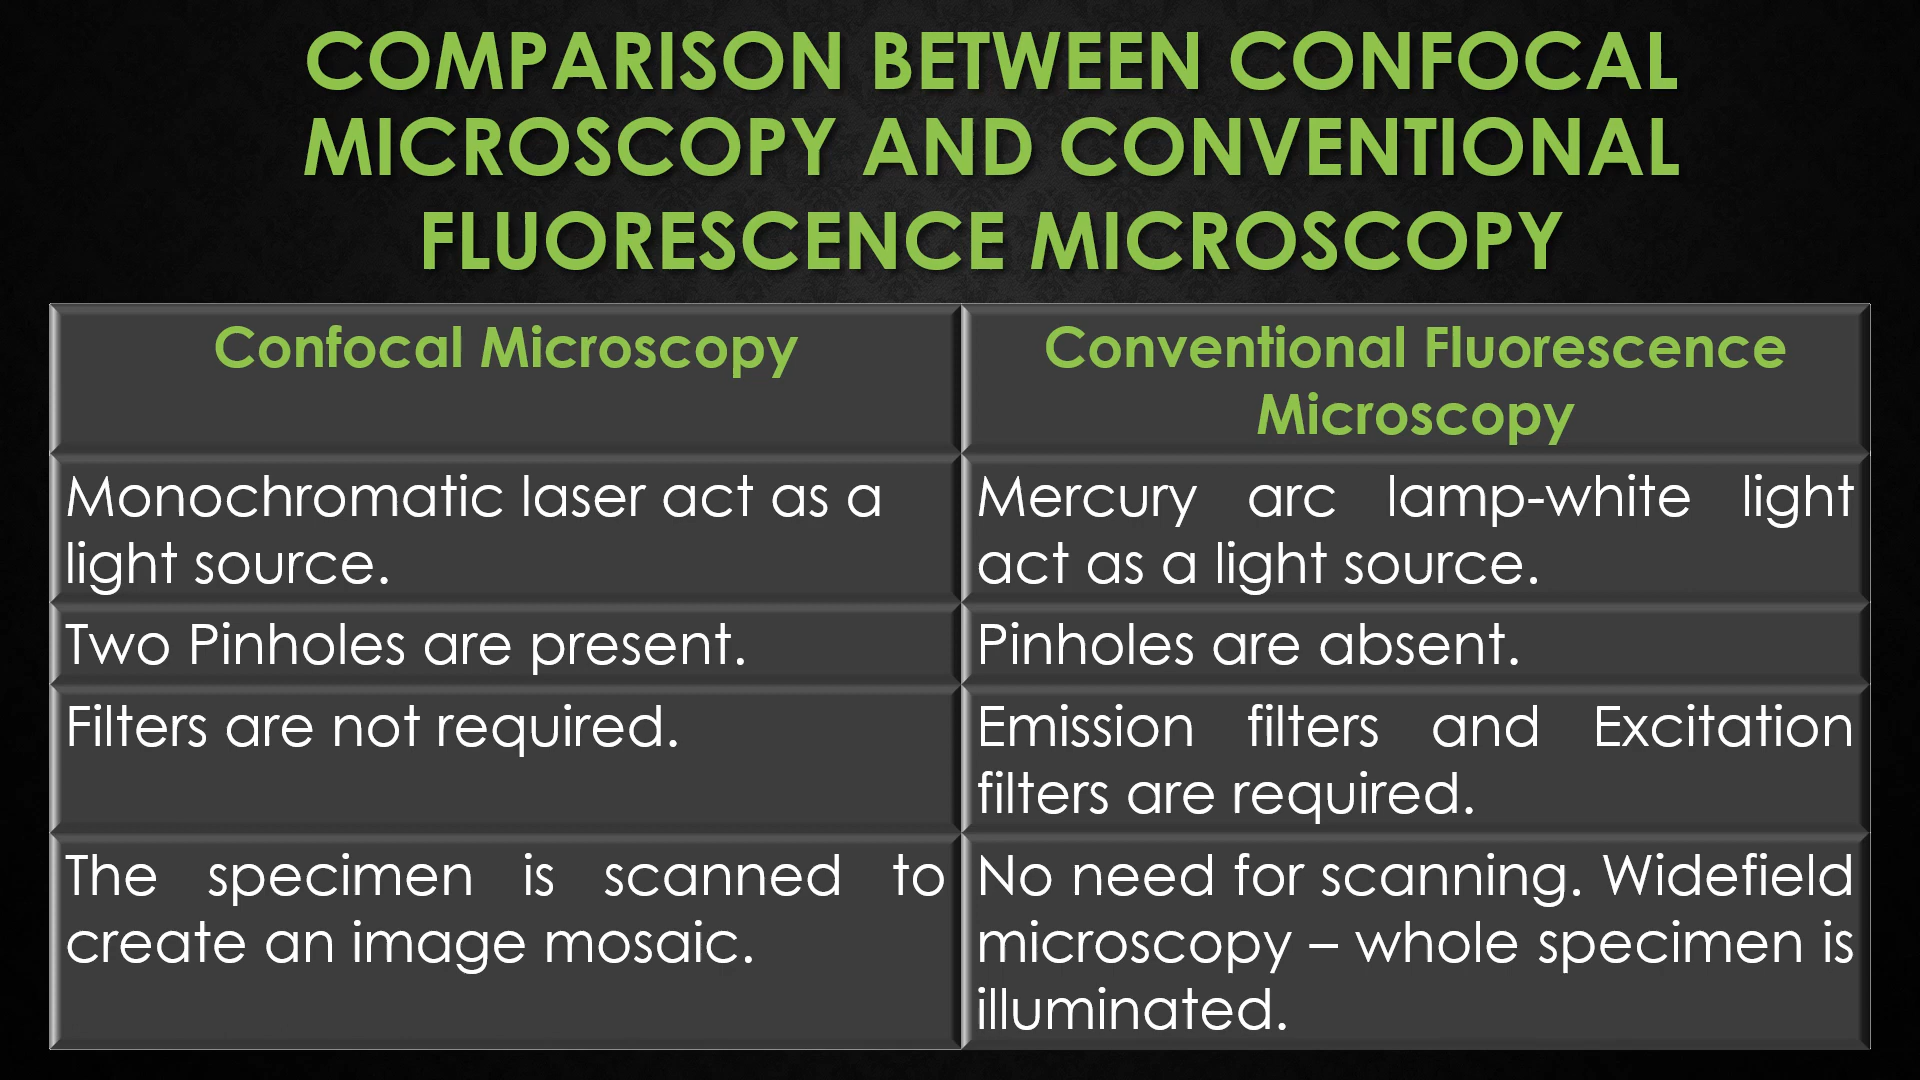 COMPARISON BETWEEN CONFOCAL
MICROSCOPY AND CONVENTIONAL
FLUORESCENCE MICROSCOPY
Confocal Microscopy
Conventional Fluorescence
Microscopy
Monochromatic laser act as a
light source.
Mercury arc lamp-white light
act as a light source.
Two Pinholes are present.
Pinholes are absent.
Filters are not required.
Emission filters and Excitation
filters are required.
The specimen is scanned to
create an image mosaic.
No need for scanning. Widefield
microscopy – whole specimen is
illuminated.